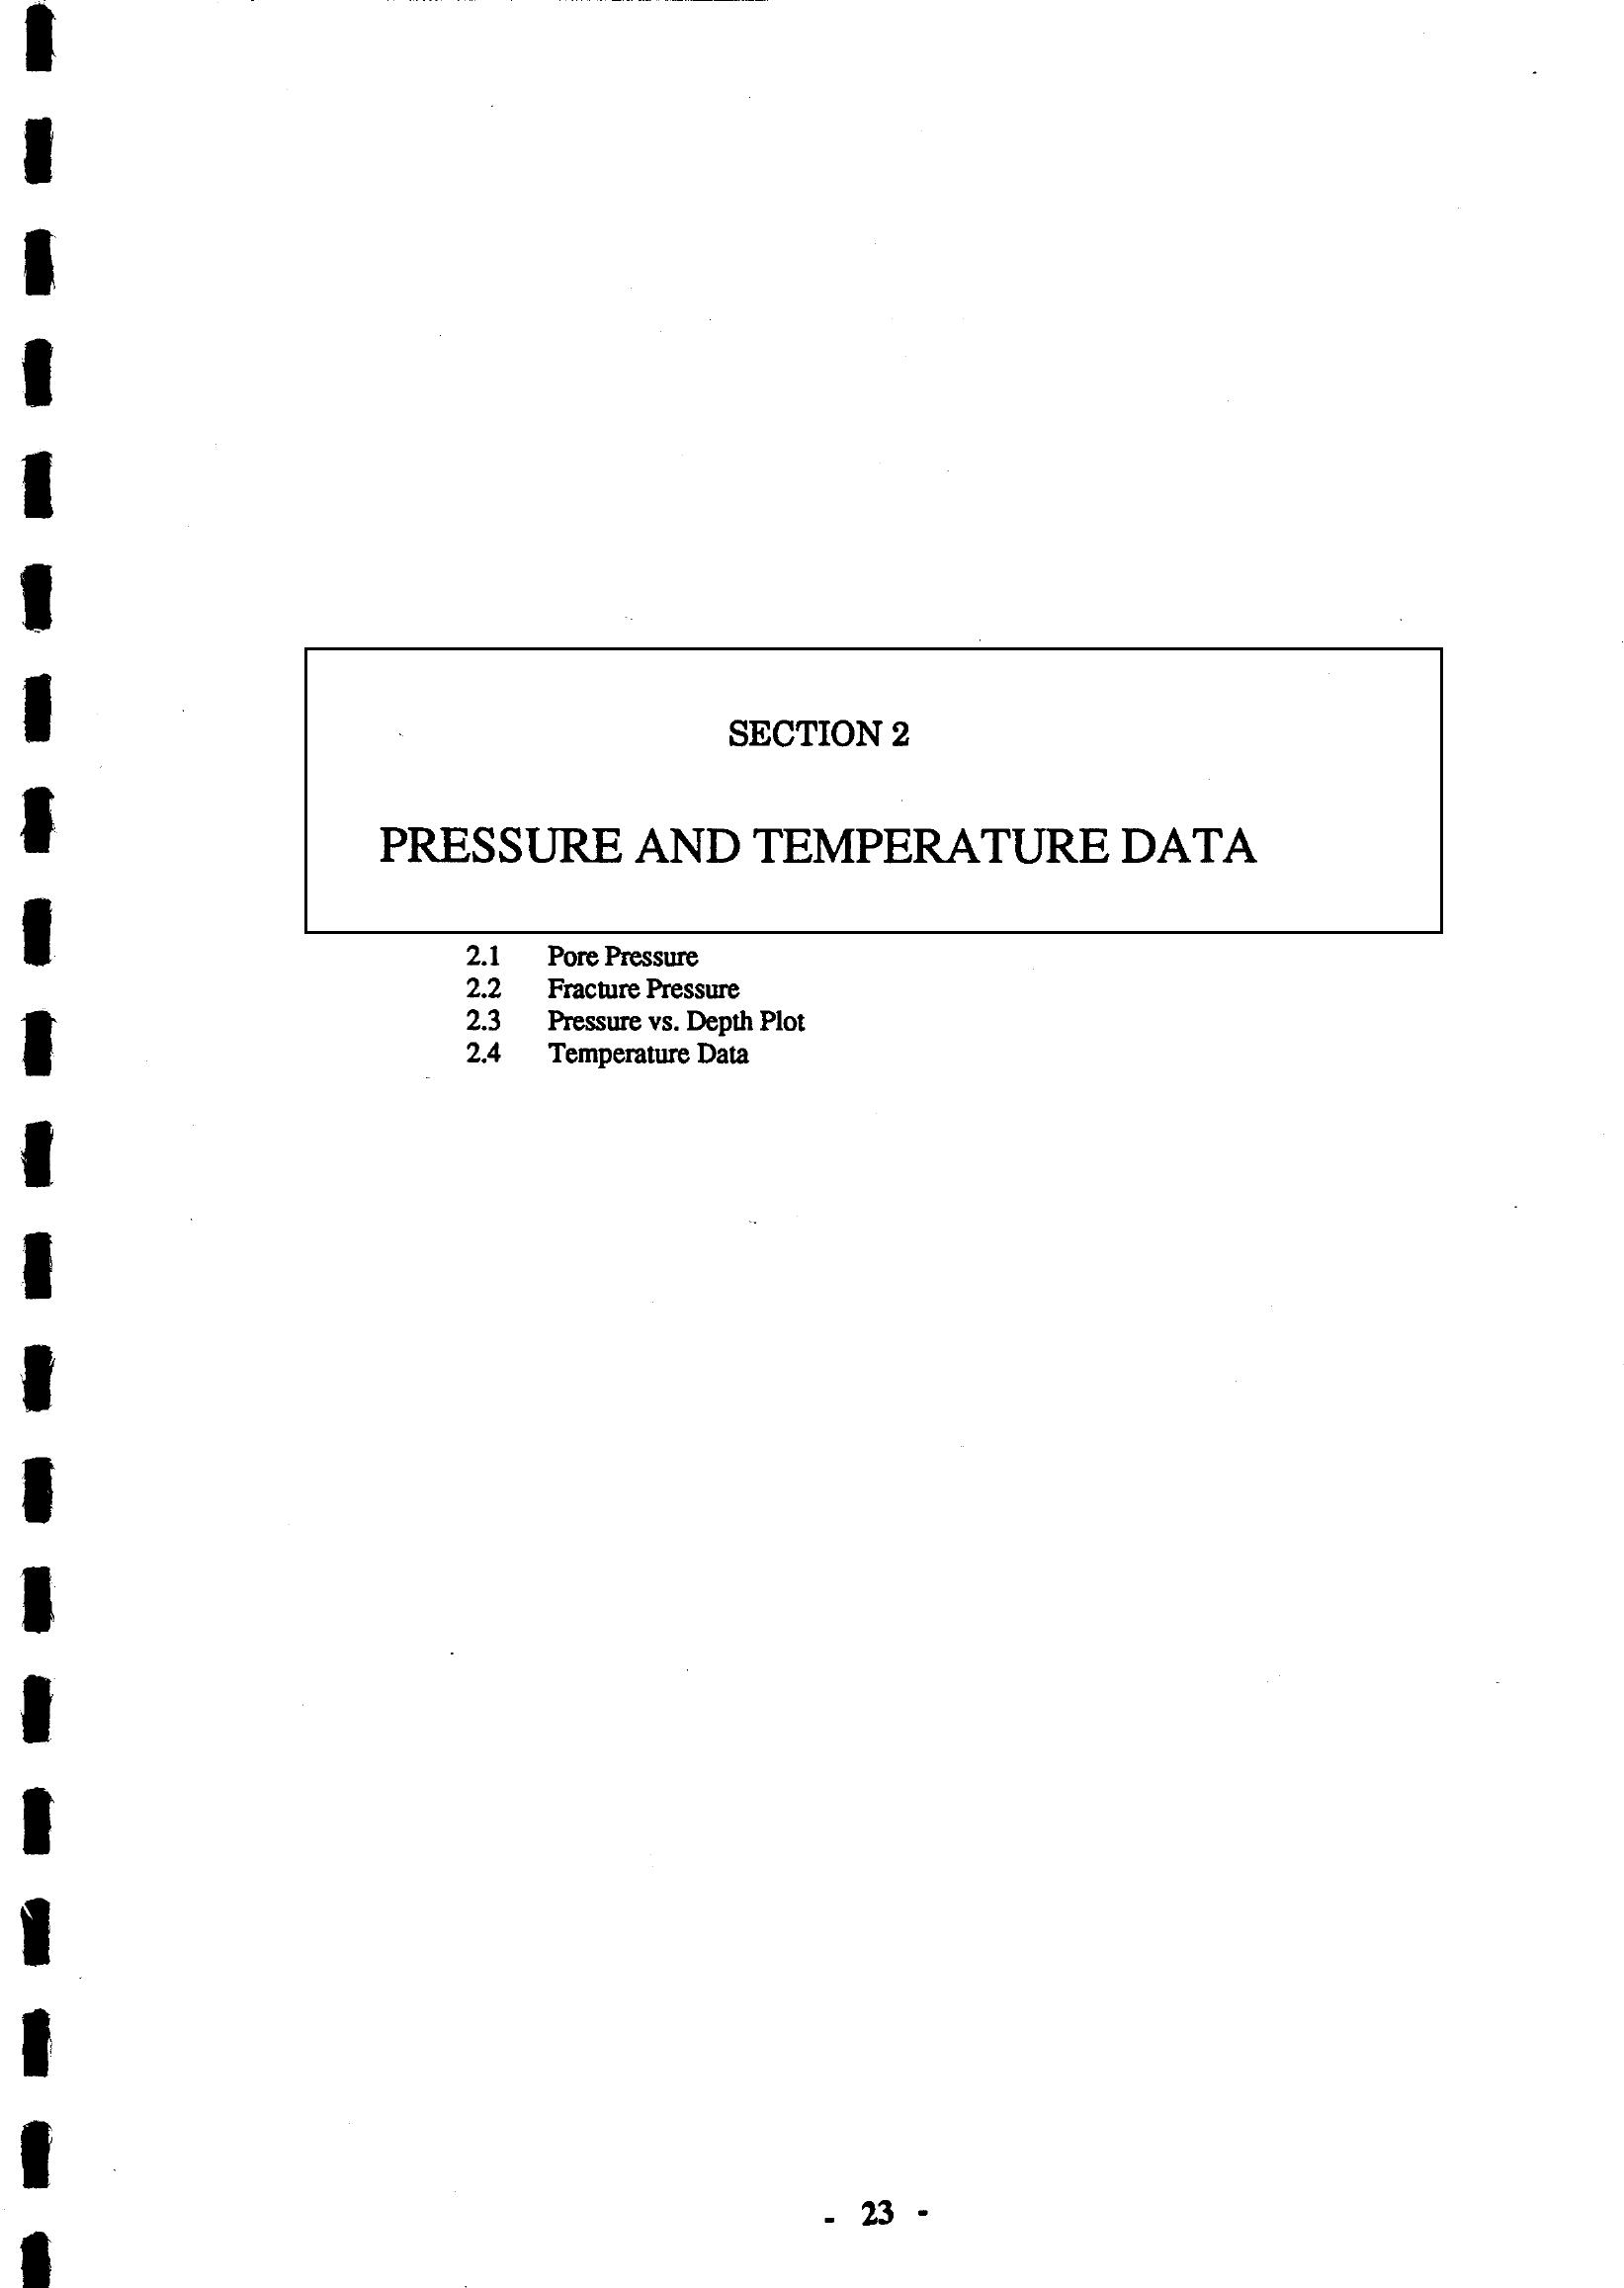 SECTION 2
PRESSURE AND TEMPERATURE DATA
2.1 Pore Pressure
2.2 Fracture Pressure
2.3 Pressure vs. Depth Plot
2.4 Temperature Data
- 23 -